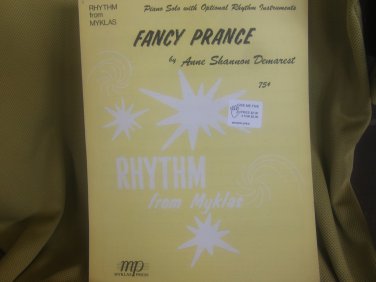 RHYTHM
from
MYKLAS
Piano Solo with Optional Rhythm Instruments
FANCY PRANCE
by Anne Shannon Demarest
75¢
RHYTHM
from Myklas
mp
MYKLAS PRESS